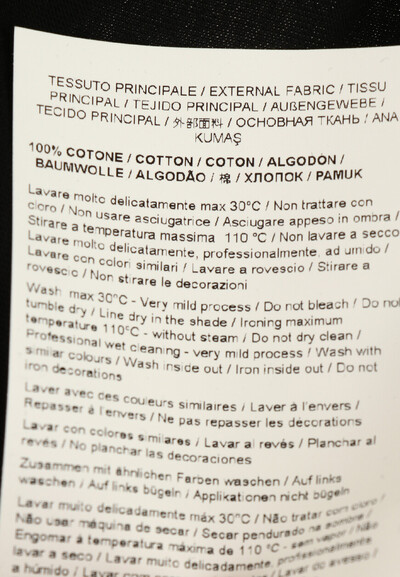 TESSUTO PRINCIPALE / EXTERNAL FABRIC / TISSU
PRINCIPAL / TEJIDO PRINCIPAL / AUßENGEWEBE /
TECIDO PRINCIPAL / 外部面料 / ОСНОВНАЯ ТКАНЬ / ANA
KUMAŞ
100% COTONE / COTTON / COTON / ALGODÓN /
BAUMWOLLE / ALGODÃO / 棉 / ХЛОПОК / PAMUK
Lavare molto delicatamente max 30°C / Non trattare con
cloro / Non usare asciugatrice / Asciugare appeso in ombra /
Stirare a temperatura massima 110 °C / Non lavare a secco
Lavare molto delicatamente, professionalmente, ad umido /
Lavare con colori similari / Lavare a rovescio / Stirare a
rovescio / Non stirare le decorazioni
Wash max 30°C - Very mild process / Do not bleach / Do not
tumble dry / Line dry in the shade / Ironing maximum
temperature 110°C - without steam / Do not dry clean /
Professional wet cleaning - very mild process / Wash with
similar colours / Wash inside out / Iron inside out / Do not
iron decorations
Laver avec des couleurs similaires / Laver à l'envers /
Repasser à l'envers / Ne pas repasser les décorations
Lavar con colores similares / Lavar al revés / Planchar al
revés / No planchar las decoraciones
Zusammen mit ähnlichen Farben waschen / Auf links
waschen / Auf links bügeln / Applikationen nicht bügeln
Lavar muito delicadamente máx 30°C / Não tratar com cloro /
Não usar máquina de secar / Secar pendurado na sombra /
Engomar à temperatura máxima de 110 °C - sem vapor / Não
lavar a seco / Lavar muito delicadamente, profissionalmente
a húmido / Lavar com do avesso /